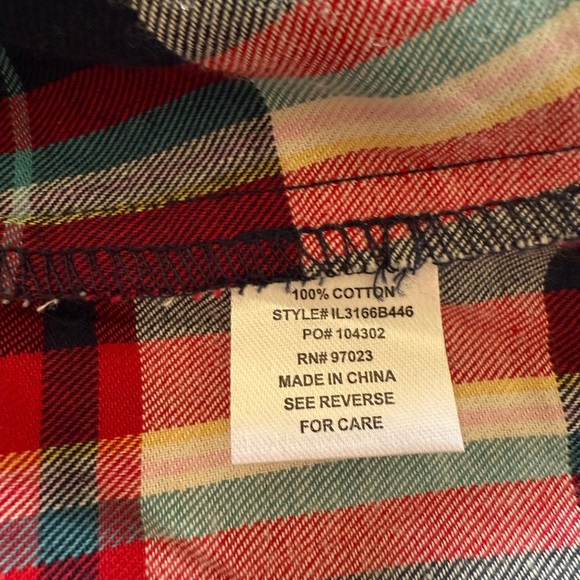 100% COTTON
STYLE# IL3166B446
PO# 104302
RN# 97023
MADE IN CHINA
SEE REVERSE
FOR CARE